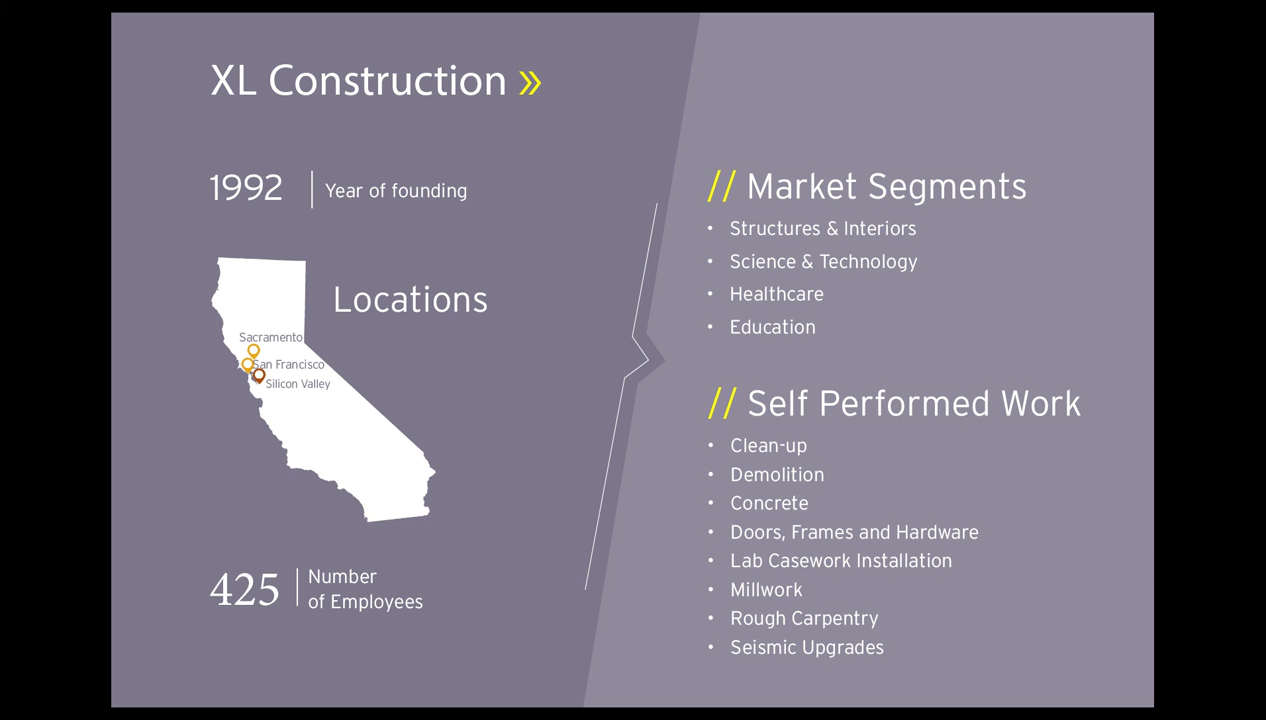 XL Construction »
1992
Year of founding
Locations
Sacramento
San Francisco
Silicon Valley
425
Number
of Employees
// Market Segments
• Structures & Interiors
• Science & Technology
• Healthcare
• Education
// Self Performed Work
• Clean-up
• Demolition
• Concrete
• Doors, Frames and Hardware
• Lab Casework Installation
• Millwork
• Rough Carpentry
• Seismic Upgrades